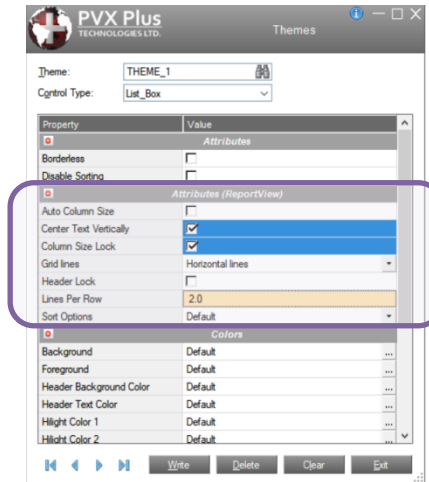 PVX Plus
TECHNOLOGIES LTD.
Themes
Theme: THEME_1
Control Type: List_Box
Property Value
Attributes
Borderless
Disable Sorting
Attributes (ReportView)
Auto Column Size
Center Text Vertically
Column Size Lock
Grid lines Horizontal lines
Header Lock
Lines Per Row 2.0
Sort Options Default
Colors
Background Default ...
Foreground Default ...
Header Background Color Default ...
Header Text Color Default ...
Hilight Color 1 Default ...
Hilight Color 2 Default ...
Write Delete Clear Exit